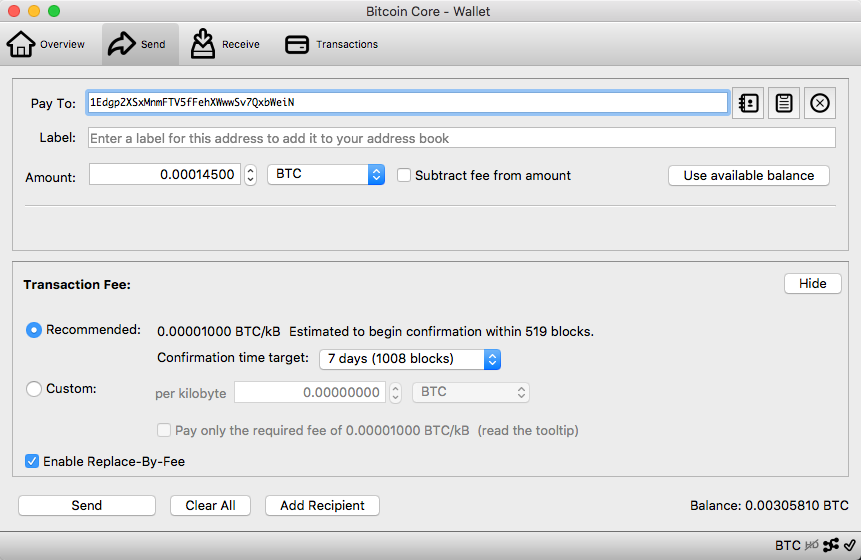 Bitcoin Core - Wallet
Overview Send Receive Transactions
Pay To: 1Edgp2XSxMnmFTV5fFehXWwwSv7QxbWeiN
Label: Enter a label for this address to add it to your address book
Amount: 0.00014500 BTC Subtract fee from amount Use available balance
Transaction Fee: Hide
Recommended: 0.00001000 BTC/kB Estimated to begin confirmation within 519 blocks.
Confirmation time target: 7 days (1008 blocks)
Custom: per kilobyte 0.00000000 BTC
Pay only the required fee of 0.00001000 BTC/kB (read the tooltip)
Enable Replace-By-Fee
Send Clear All Add Recipient Balance: 0.00305810 BTC
BTC HD